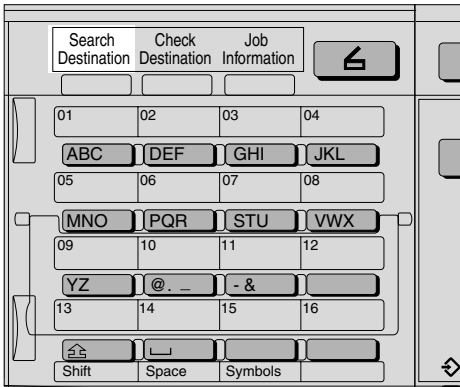 Search Destination
Check Destination
Job Information
01 02 03 04
ABC DEF GHI JKL
05 06 07 08
MNO PQR STU VWX
09 10 11 12
YZ @. _ - &
13 14 15 16
Shift Space Symbols